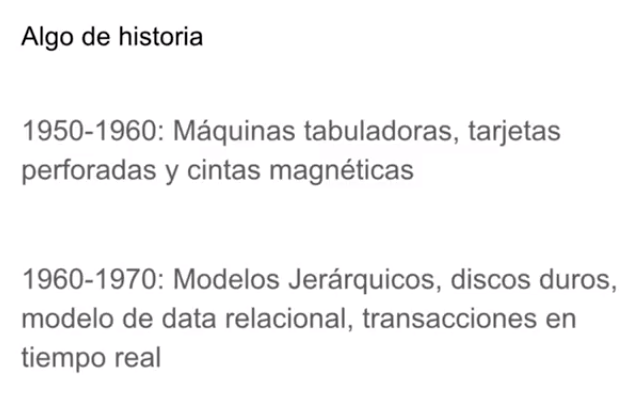 Algo de historia
1950-1960: Máquinas tabuladoras, tarjetas
perforadas y cintas magnéticas
1960-1970: Modelos Jerárquicos, discos duros,
modelo de data relacional, transacciones en
tiempo real